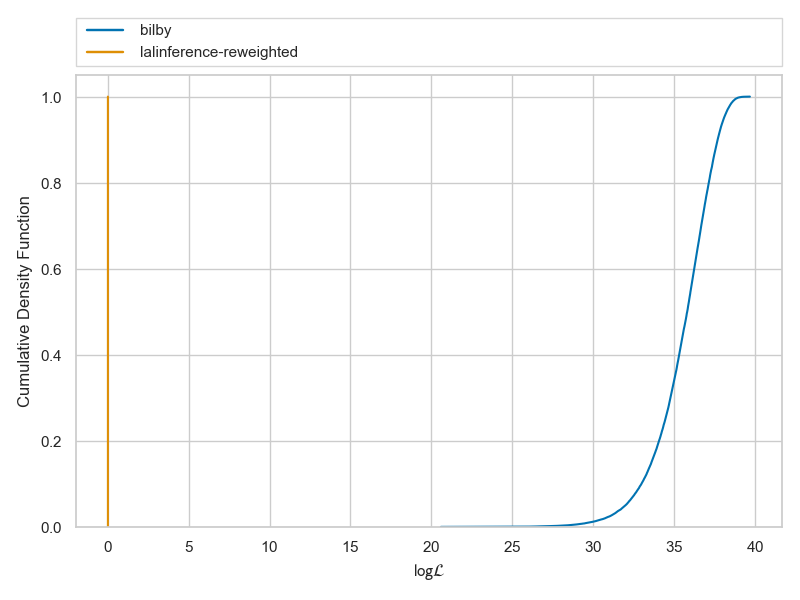 bilby
lalinference-reweighted
1.0
0.8
0.6
0.4
0.2
0.0
Cumulative Density Function
0 5 10 15 20 25 30 35 40
logℒ